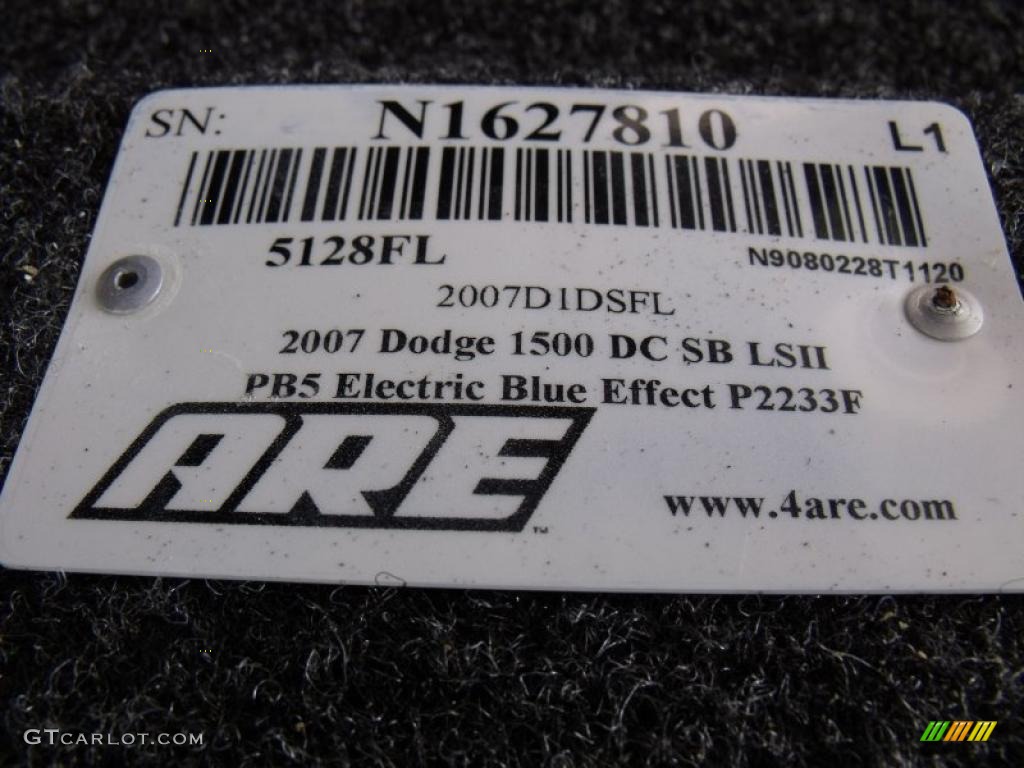 SN: N1627810 L1
5128FL N9080228T1120
2007D1DSFL
2007 Dodge 1500 DC SB LSII
PB5 Electric Blue Effect P2233F
ARE™
www.4are.com
GTCARLOT.COM